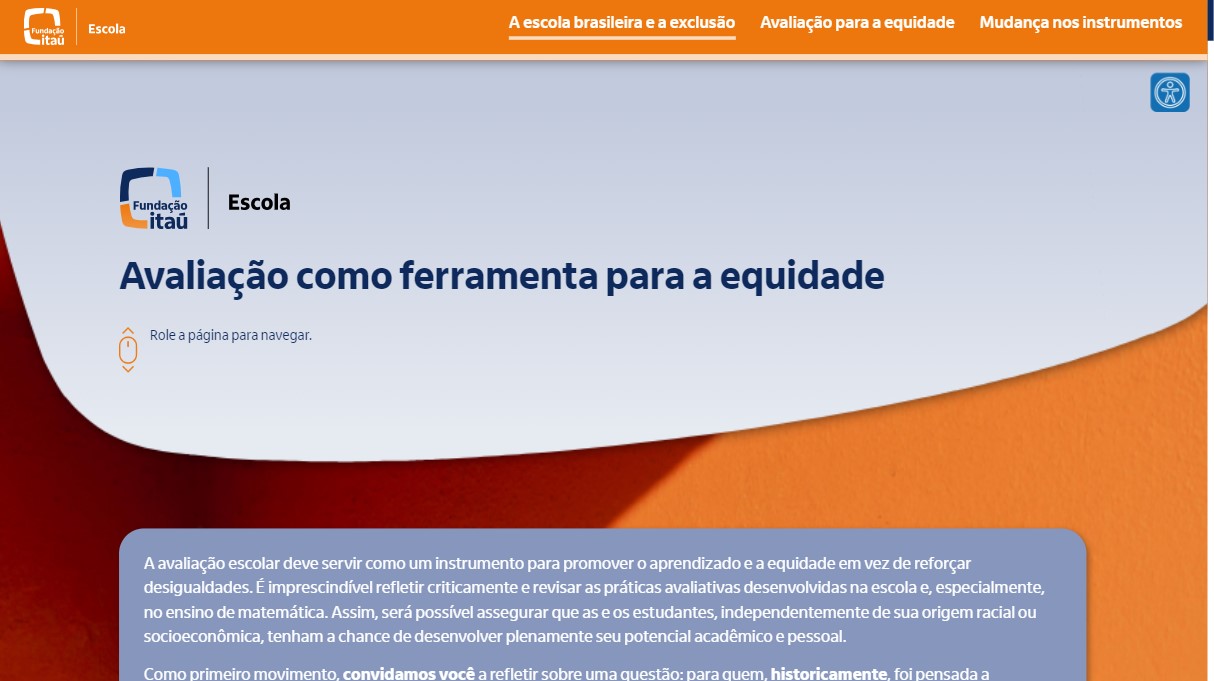 Fundação
itaú
Escola
A escola brasileira e a exclusão
Avaliação para a equidade
Mudança nos instrumentos
Fundação
itaú
Escola
Avaliação como ferramenta para a equidade
Role a página para navegar.
A avaliação escolar deve servir como um instrumento para promover o aprendizado e a equidade em vez de reforçar
desigualdades. É imprescindível refletir criticamente e revisar as práticas avaliativas desenvolvidas na escola e, especialmente,
no ensino de matemática. Assim, será possível assegurar que as e os estudantes, independentemente de sua origem racial ou
socioeconômica, tenham a chance de desenvolver plenamente seu potencial acadêmico e pessoal.
Como primeiro movimento, convidamos você a refletir sobre uma questão: para quem, historicamente, foi pensada a